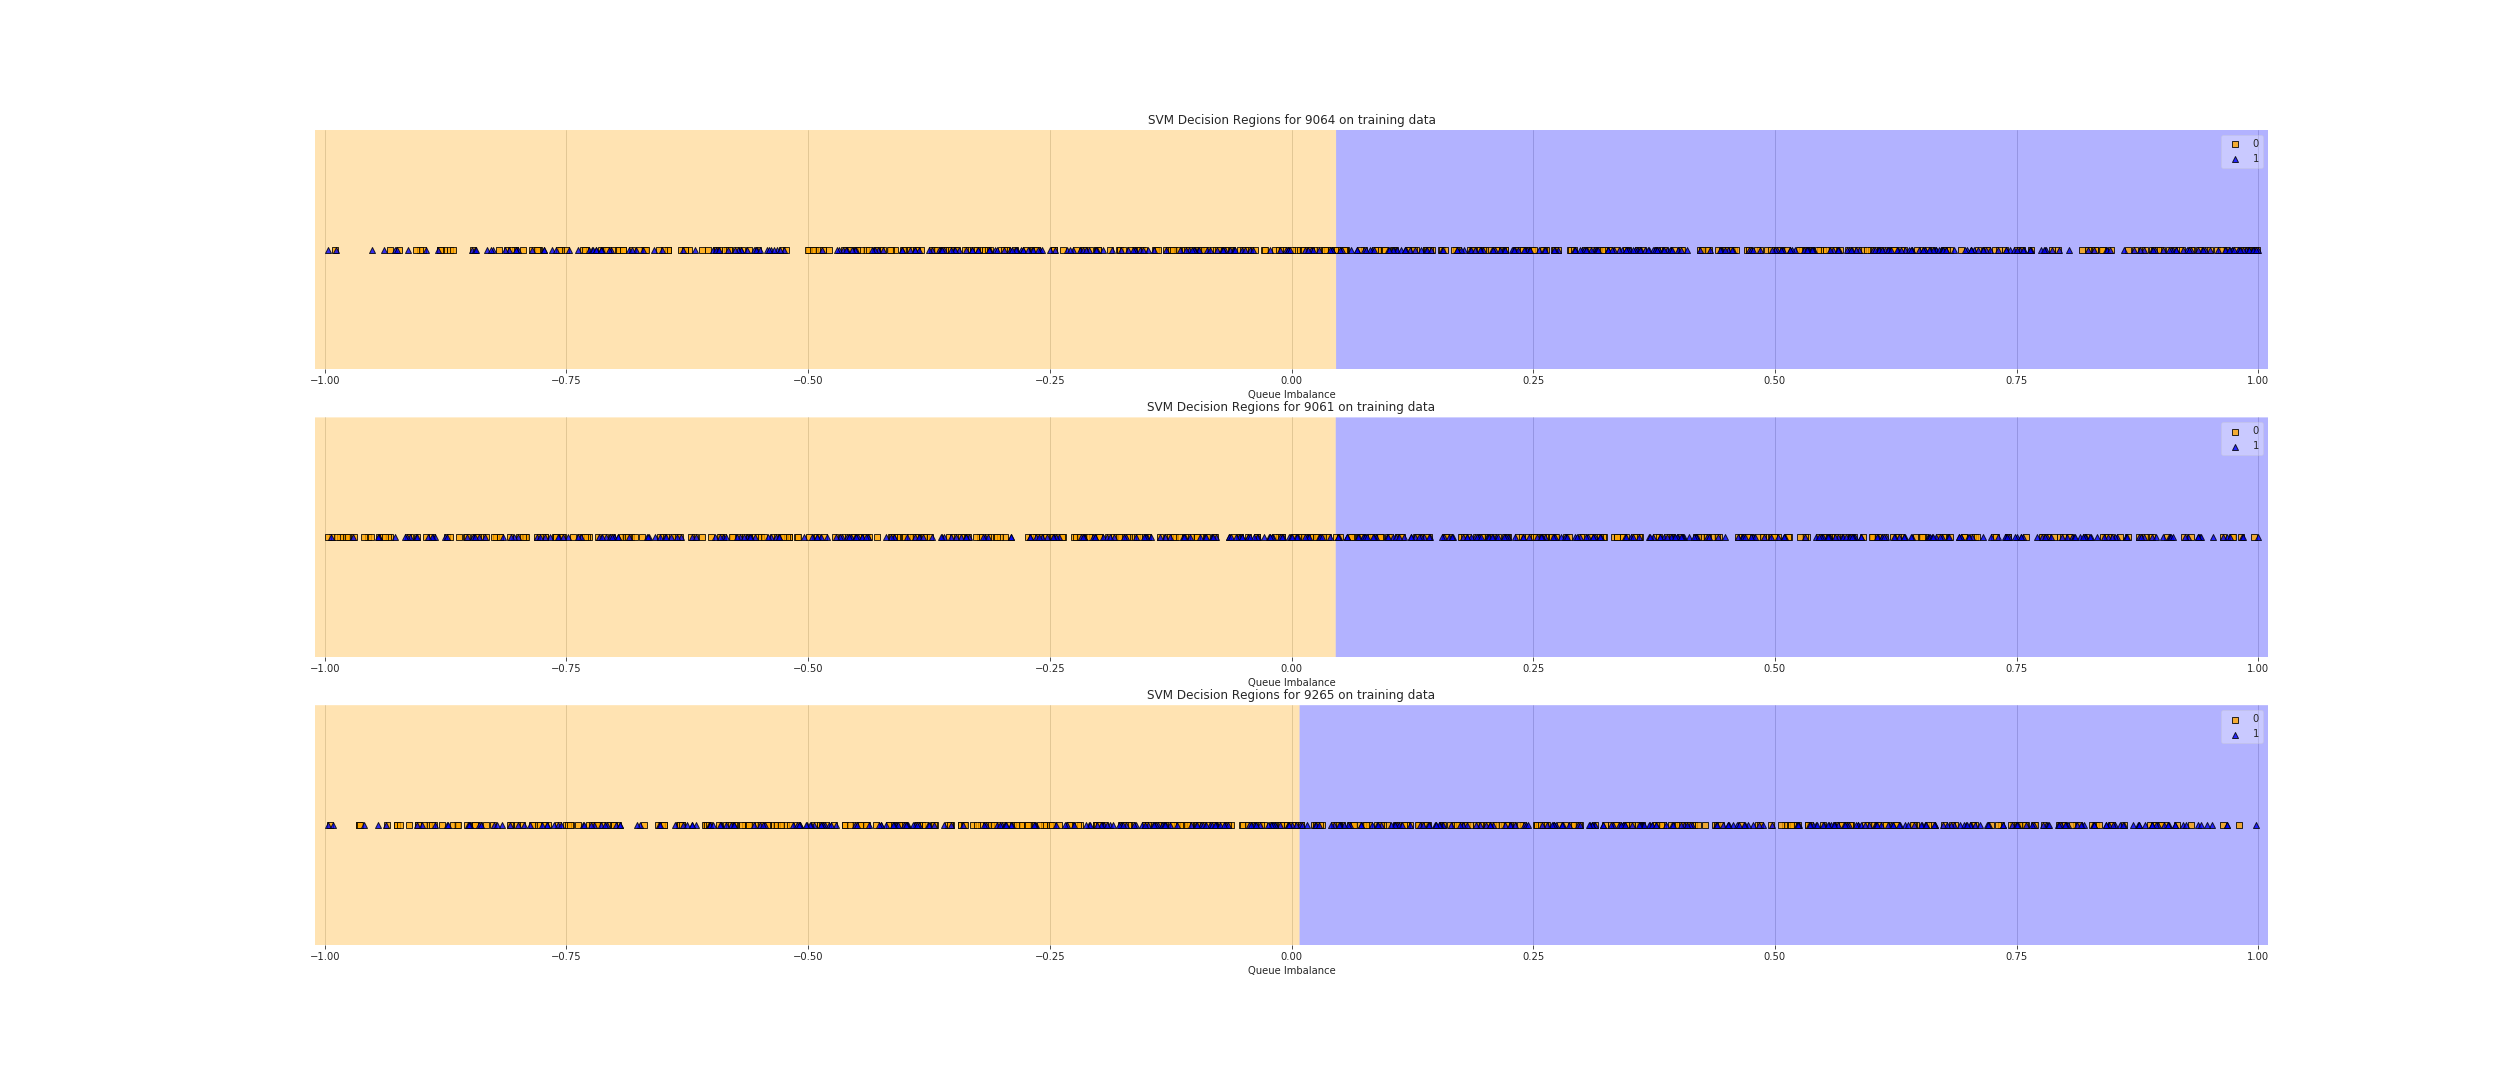 SVM Decision Regions for 9064 on training data
0
1
−1.00 −0.75 −0.50 −0.25 0.00 0.25 0.50 0.75 1.00
Queue Imbalance
SVM Decision Regions for 9061 on training data
0
1
−1.00 −0.75 −0.50 −0.25 0.00 0.25 0.50 0.75 1.00
Queue Imbalance
SVM Decision Regions for 9265 on training data
0
1
−1.00 −0.75 −0.50 −0.25 0.00 0.25 0.50 0.75 1.00
Queue Imbalance